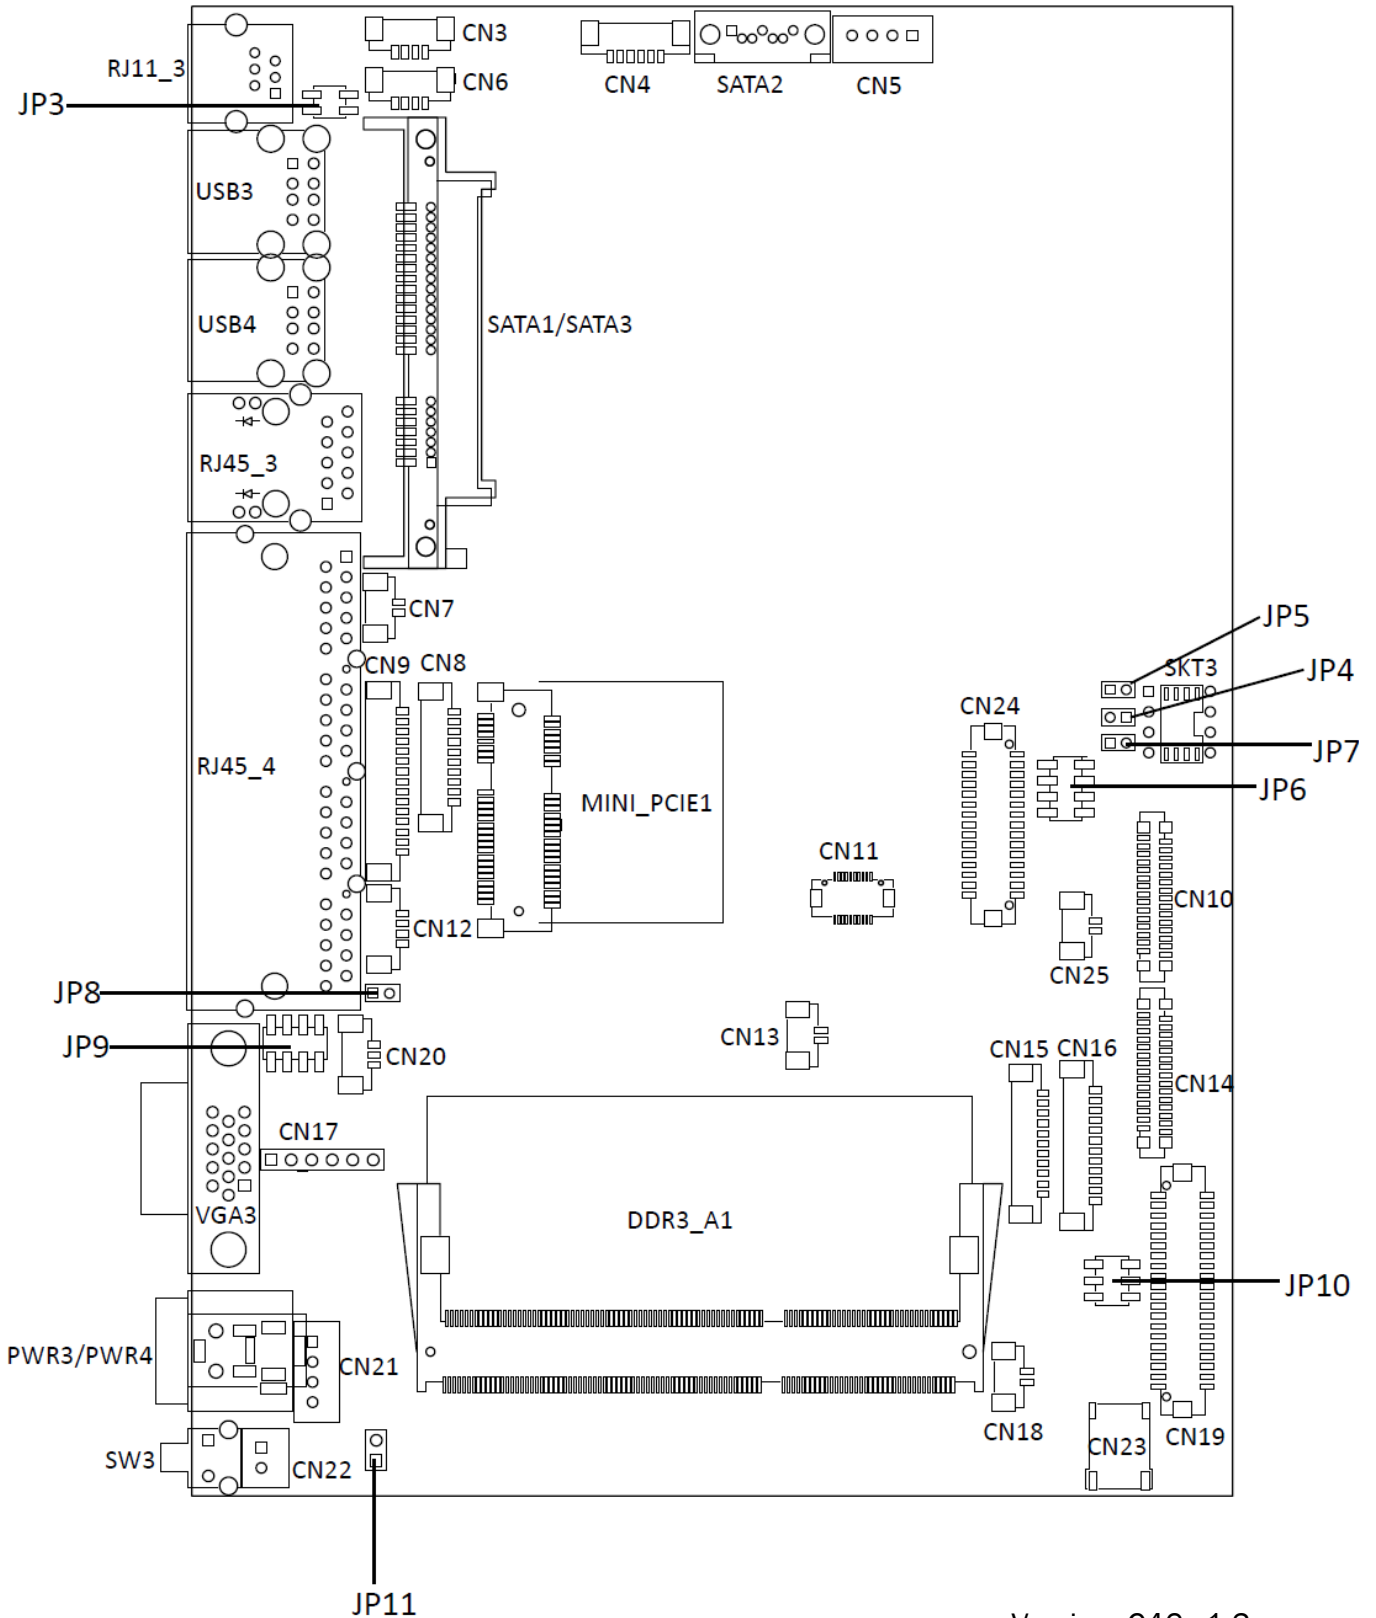 CN3
RJ11_3
CN6
CN4
SATA2
CN5
JP3
USB3
USB4
SATA1/SATA3
RJ45_3
CN7
JP5
CN9
CN8
SKT3
JP4
CN24
RJ45_4
JP7
MINI_PCIE1
JP6
CN11
CN10
CN12
CN25
JP8
CN13
JP9
CN20
CN15
CN16
CN14
CN17
VGA3
DDR3_A1
JP10
PWR3/PWR4
CN21
CN18
CN19
CN23
SW3
CN22
JP11